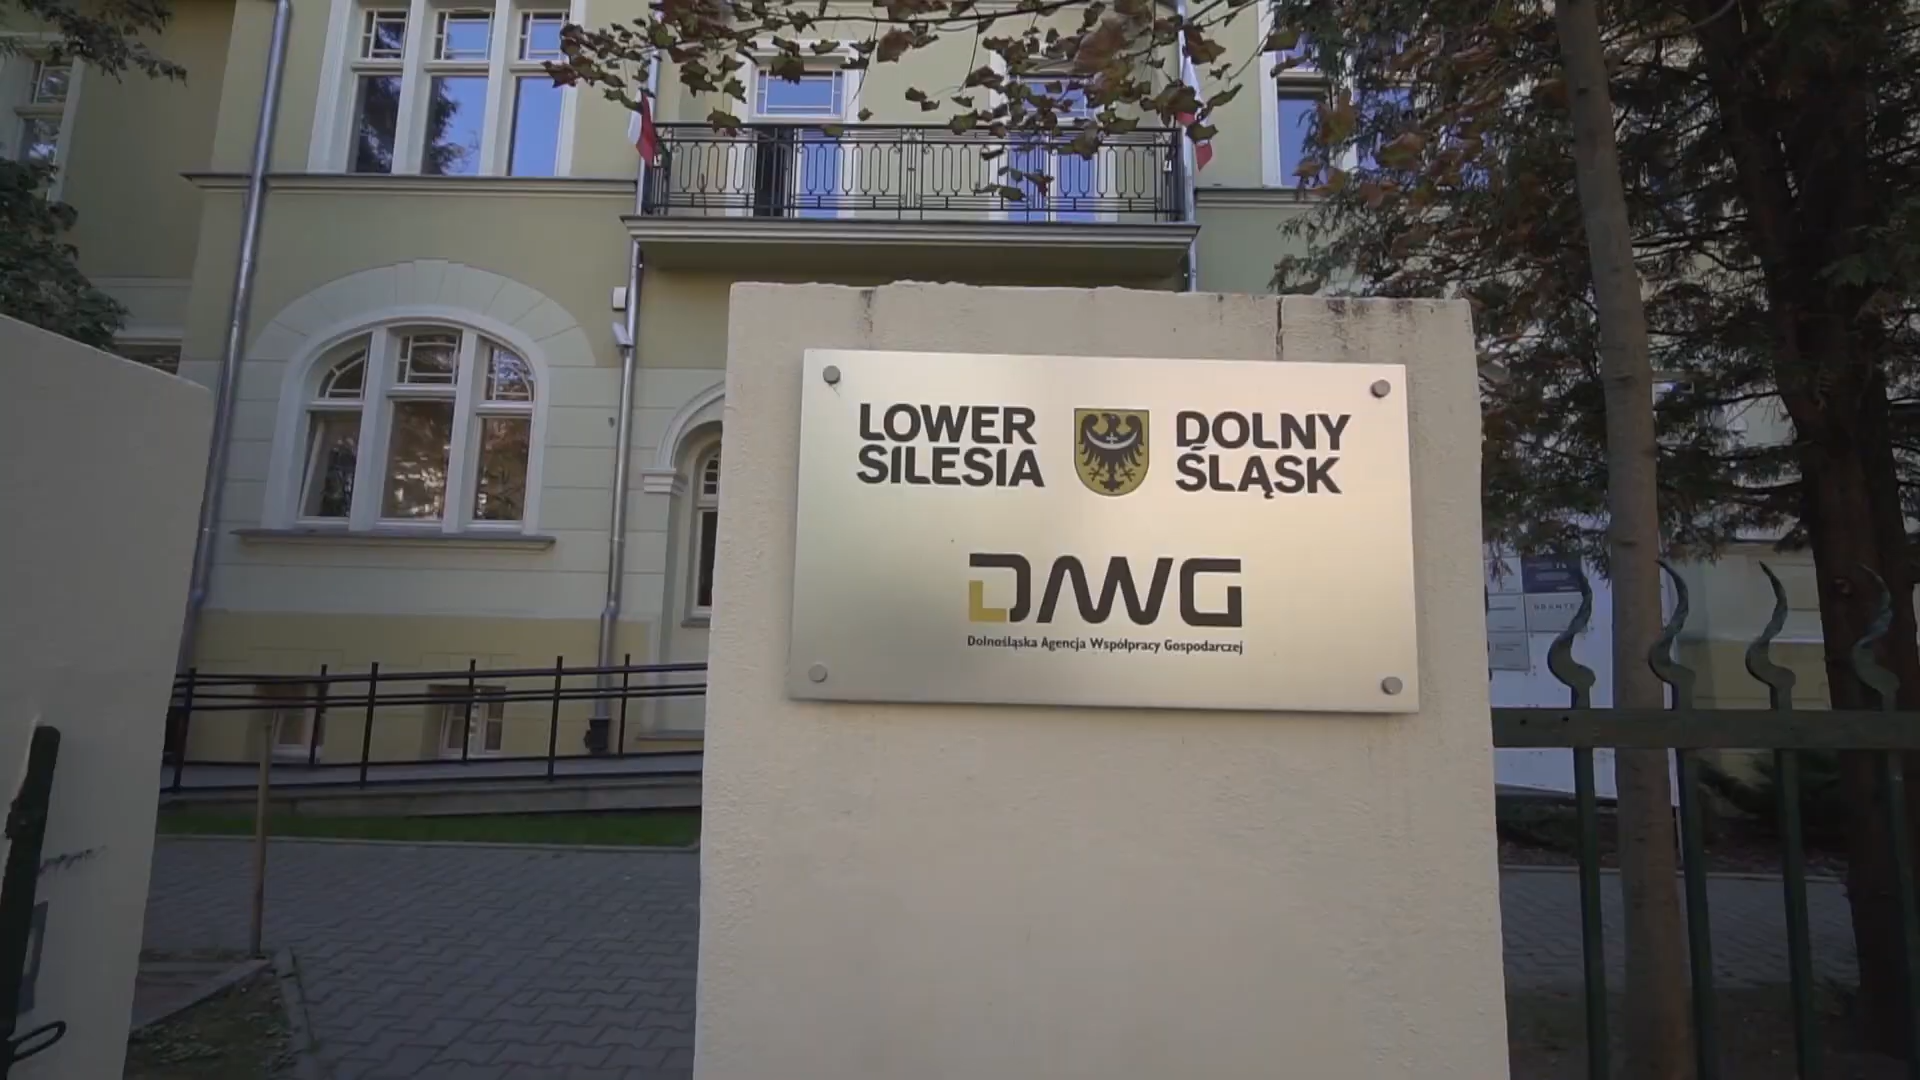 LOWER
SILESIA
DOLNY
ŚLĄSK
DAWG
Dolnośląska Agencja Współpracy Gospodarczej